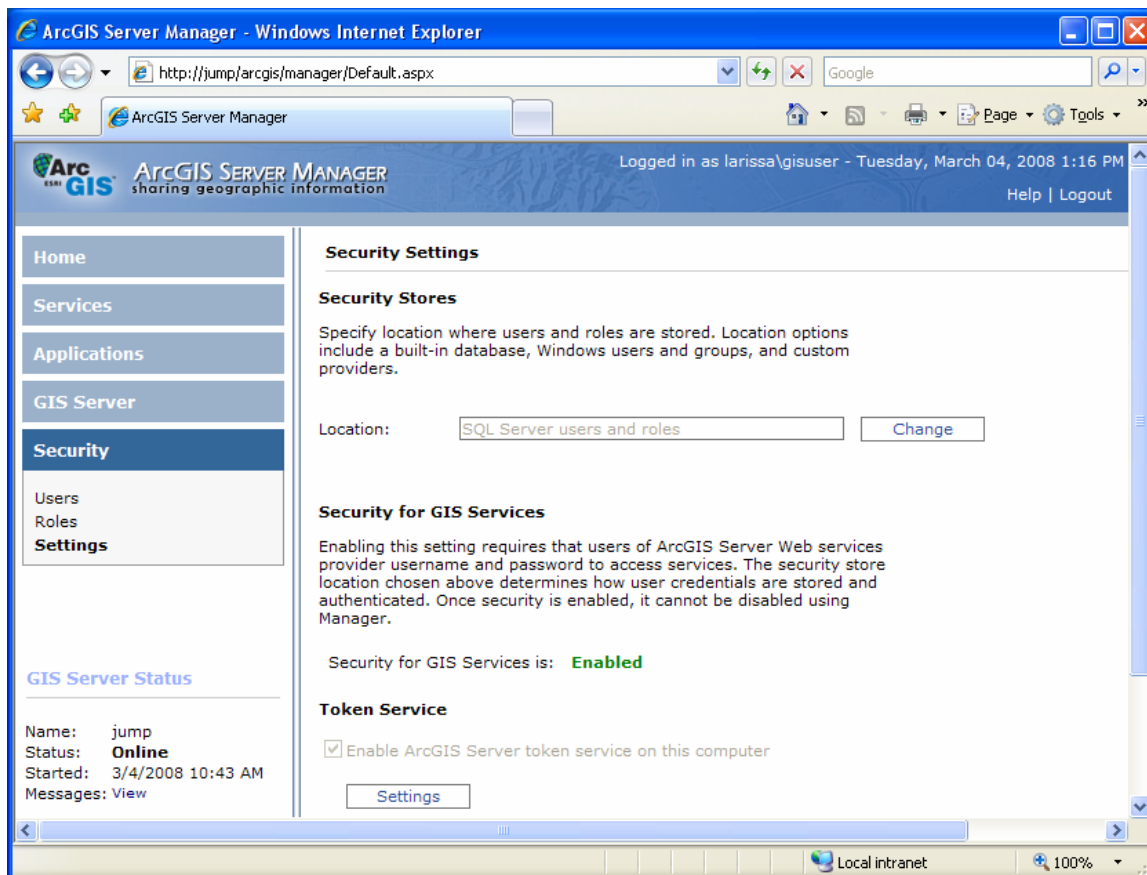 ArcGIS Server Manager - Windows Internet Explorer
http://jump/arcgis/manager/Default.aspx
Google
ArcGIS Server Manager
Page
Tools
»
Arc
ESRI GIS
ARCGIS SERVER MANAGER
sharing geographic information
Logged in as larissa\gisuser - Tuesday, March 04, 2008 1:16 PM
Help | Logout
Home
Services
Applications
GIS Server
Security
Users
Roles
Settings
GIS Server Status
Name: jump
Status: Online
Started: 3/4/2008 10:43 AM
Messages: View
Security Settings
Security Stores
Specify location where users and roles are stored. Location options
include a built-in database, Windows users and groups, and custom
providers.
Location: SQL Server users and roles Change
Security for GIS Services
Enabling this setting requires that users of ArcGIS Server Web services
provider username and password to access services. The security store
location chosen above determines how user credentials are stored and
authenticated. Once security is enabled, it cannot be disabled using
Manager.
Security for GIS Services is: Enabled
Token Service
Enable ArcGIS Server token service on this computer
Settings
Local intranet
100%